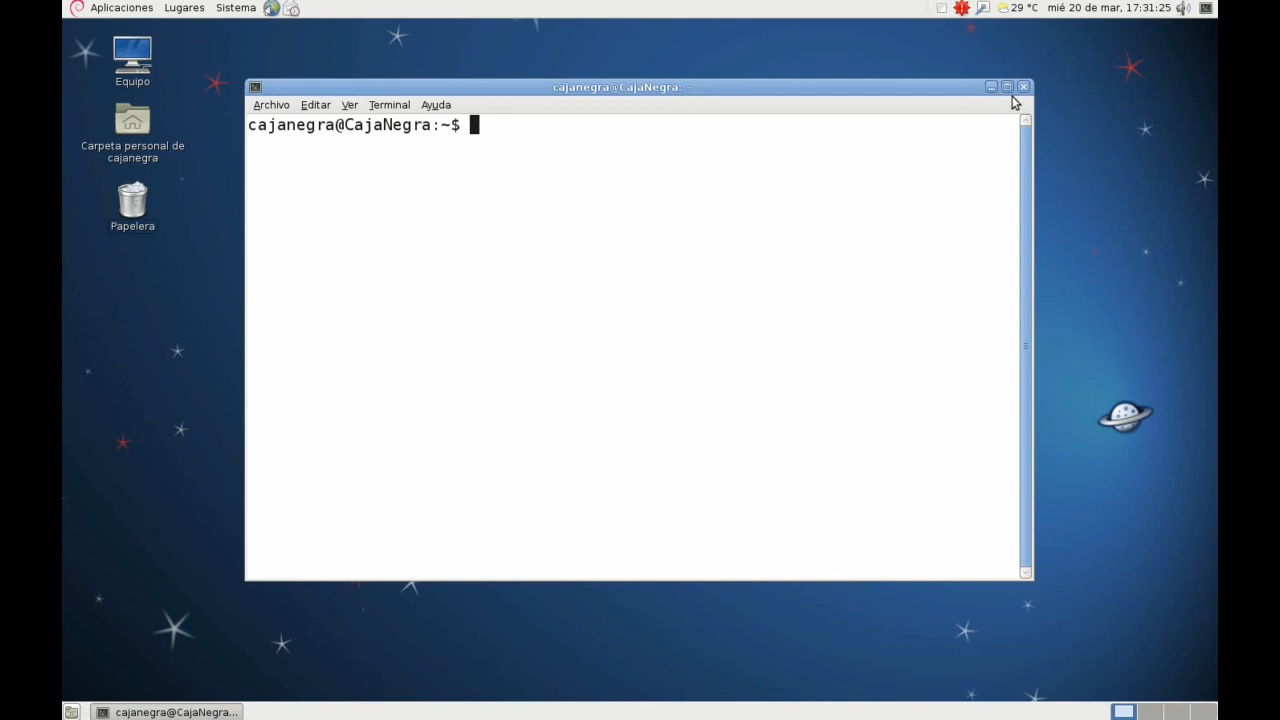 Aplicaciones Lugares Sistema 29 °C mié 20 de mar, 17:31:25
Equipo
Carpeta personal de
cajanegra
Papelera
cajanegra@CajaNegra: ~
Archivo Editar Ver Terminal Ayuda
cajanegra@CajaNegra:~$
cajanegra@CajaNegra...